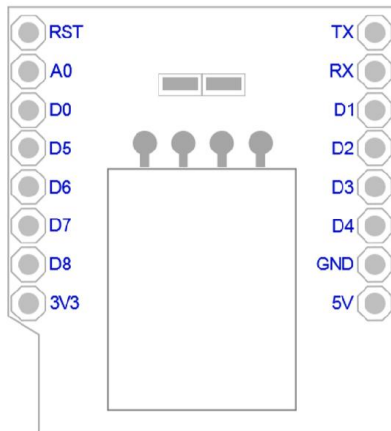 RST TX
A0 RX
D0 D1
D5 D2
D6 D3
D7 D4
D8 GND
3V3 5V